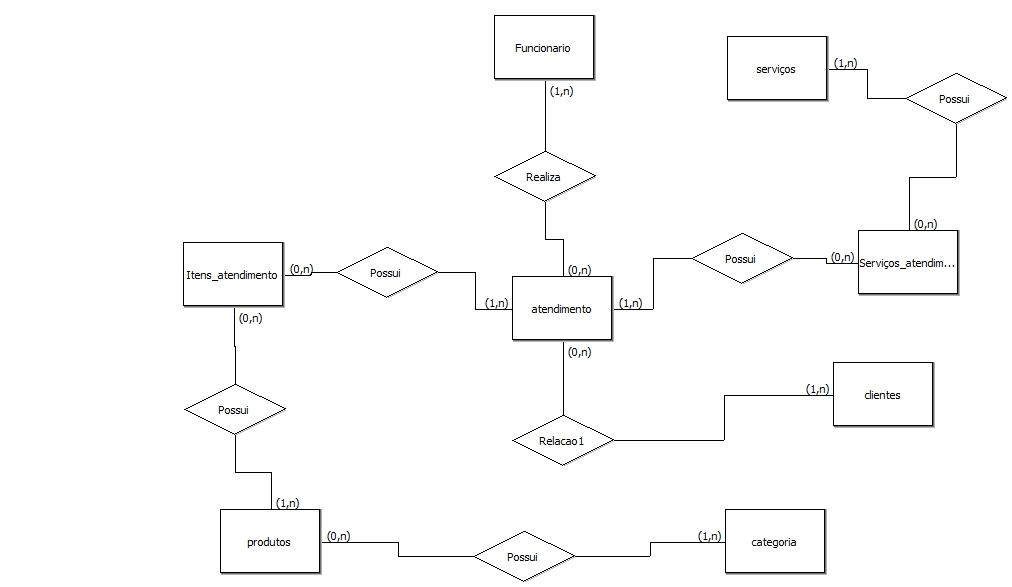 Funcionario
serviços
(1,n)
(1,n)
Possui
Realiza
(0,n)
Possui
(0,n)
Serviços_atendim...
Itens_atendimento
(0,n)
Possui
(0,n)
(1,n)
atendimento
(1,n)
(0,n)
(0,n)
(1,n)
clientes
Possui
Relacao1
(1,n)
produtos
(0,n)
Possui
(1,n)
categoria